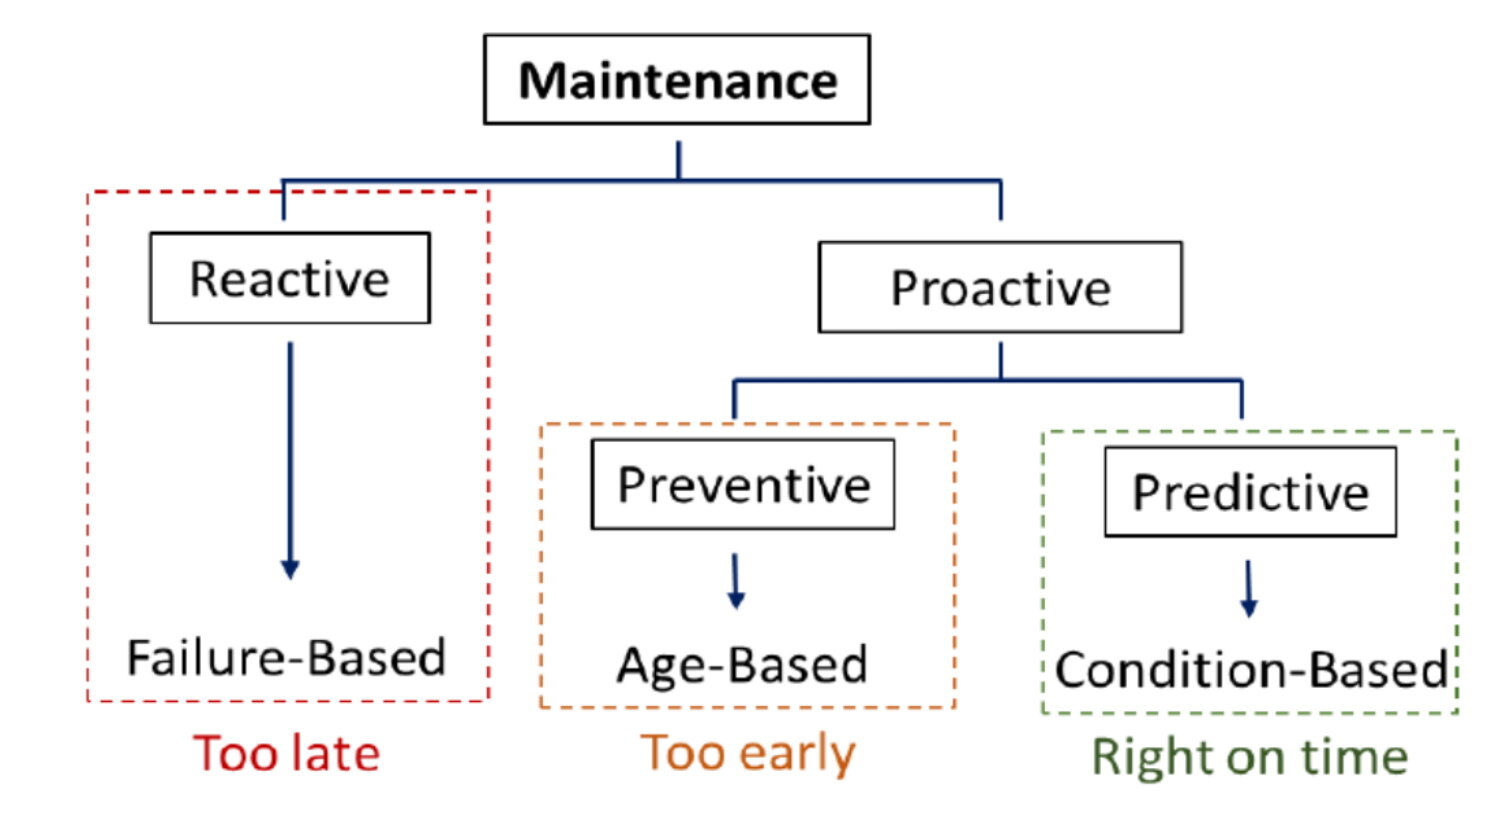 Maintenance
Reactive
Proactive
Preventive
Predictive
Failure-Based
Age-Based
Condition-Based
Too late
Too early
Right on time